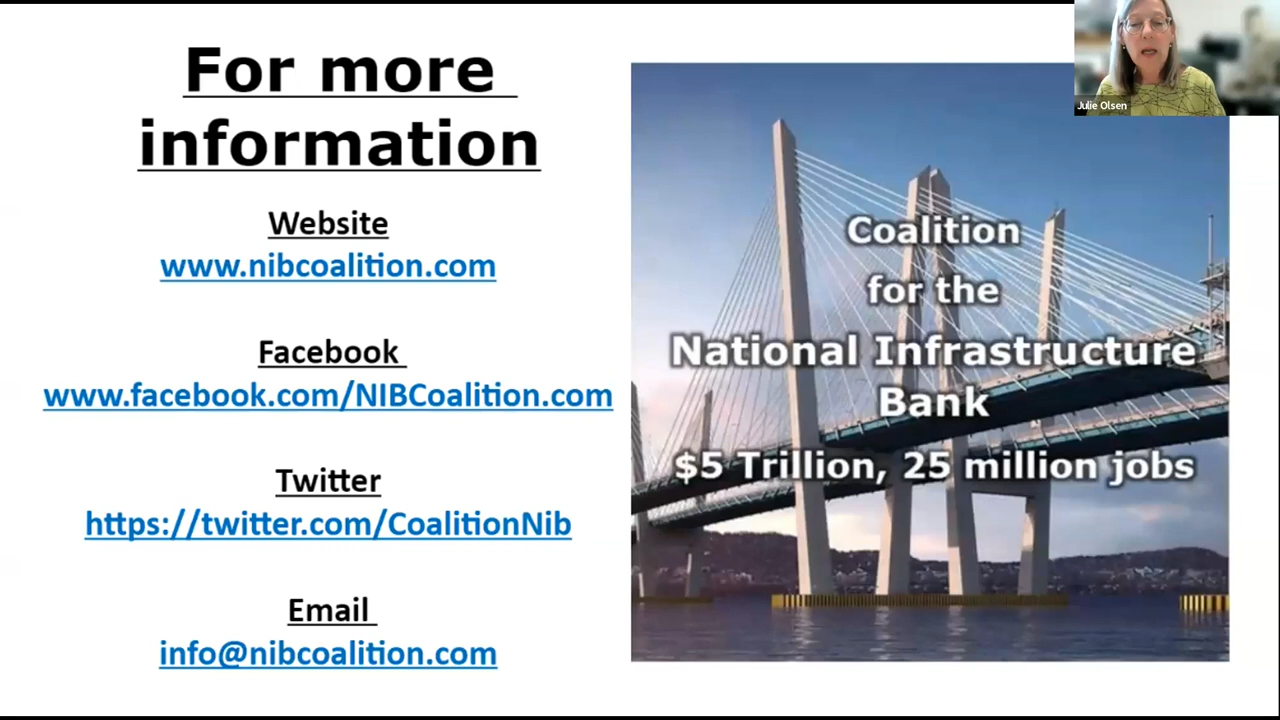 For more
information
Website
www.nibcoalition.com
Facebook
www.facebook.com/NIBCoalition.com
Twitter
https://twitter.com/CoalitionNib
Email
info@nibcoalition.com
Coalition
for the
National Infrastructure
Bank
$5 Trillion, 25 million jobs
Julie Olsen